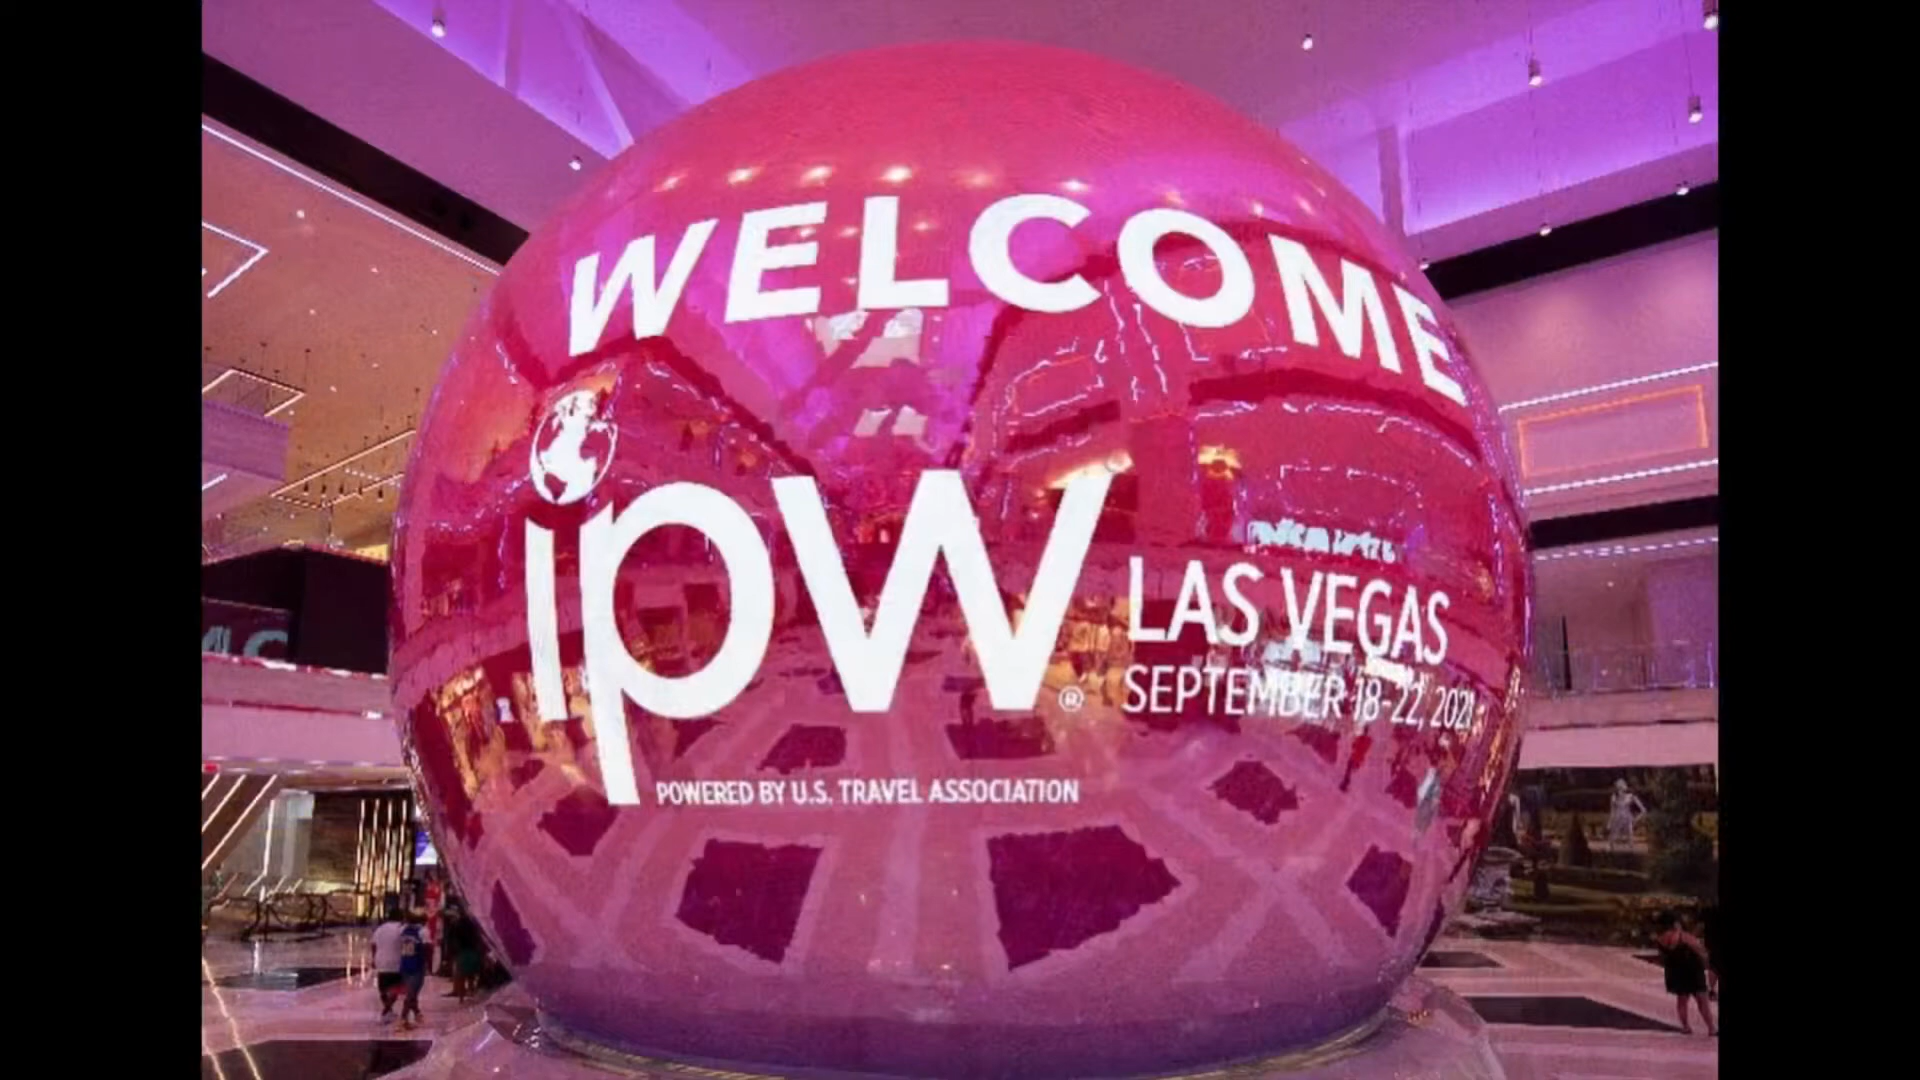 WELCOME
ipw®
LAS VEGAS
SEPTEMBER 18-22, 2021
POWERED BY U.S. TRAVEL ASSOCIATION